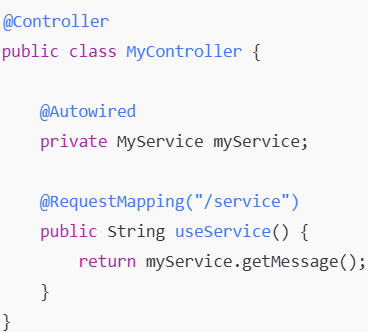 @Controller
public class MyController {
@Autowired
private MyService myService;
@RequestMapping("/service")
public String useService() {
return myService.getMessage();
}
}